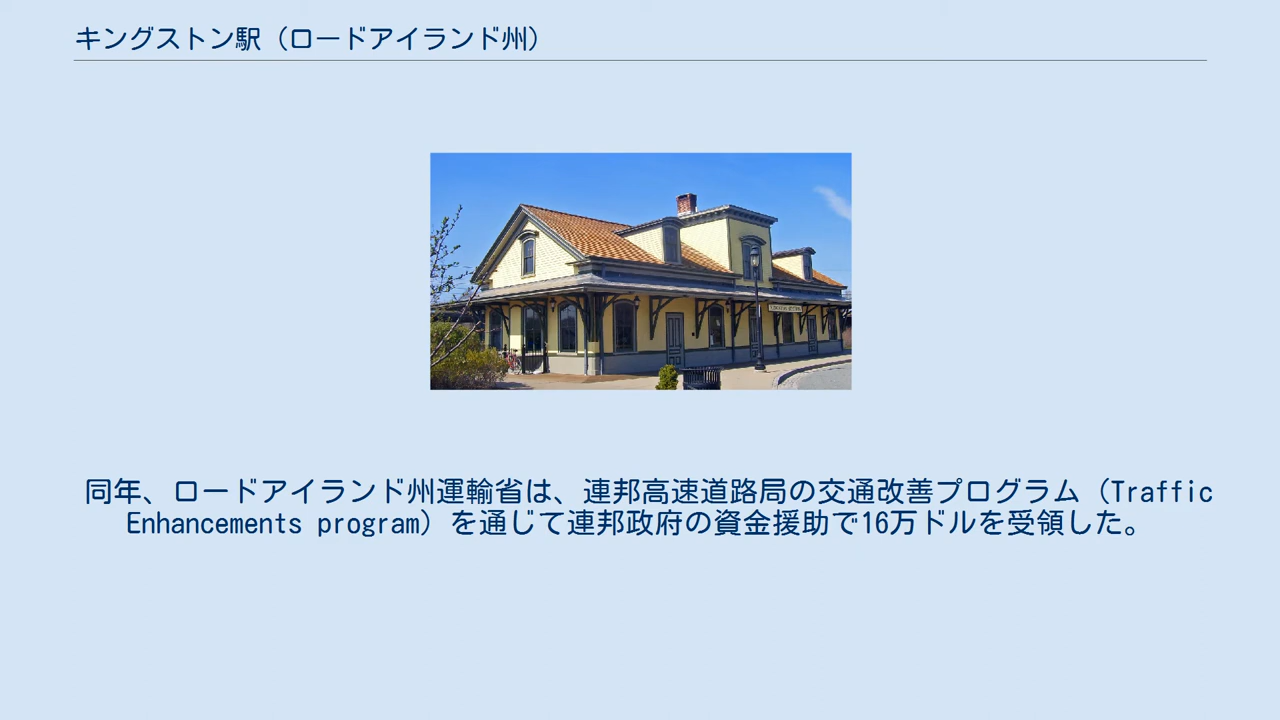 キングストン駅（ロードアイランド州）
同年、ロードアイランド州運輸省は、連邦高速道路局の交通改善プログラム（Traffic
Enhancements program）を通じて連邦政府の資金援助で16万ドルを受領した。